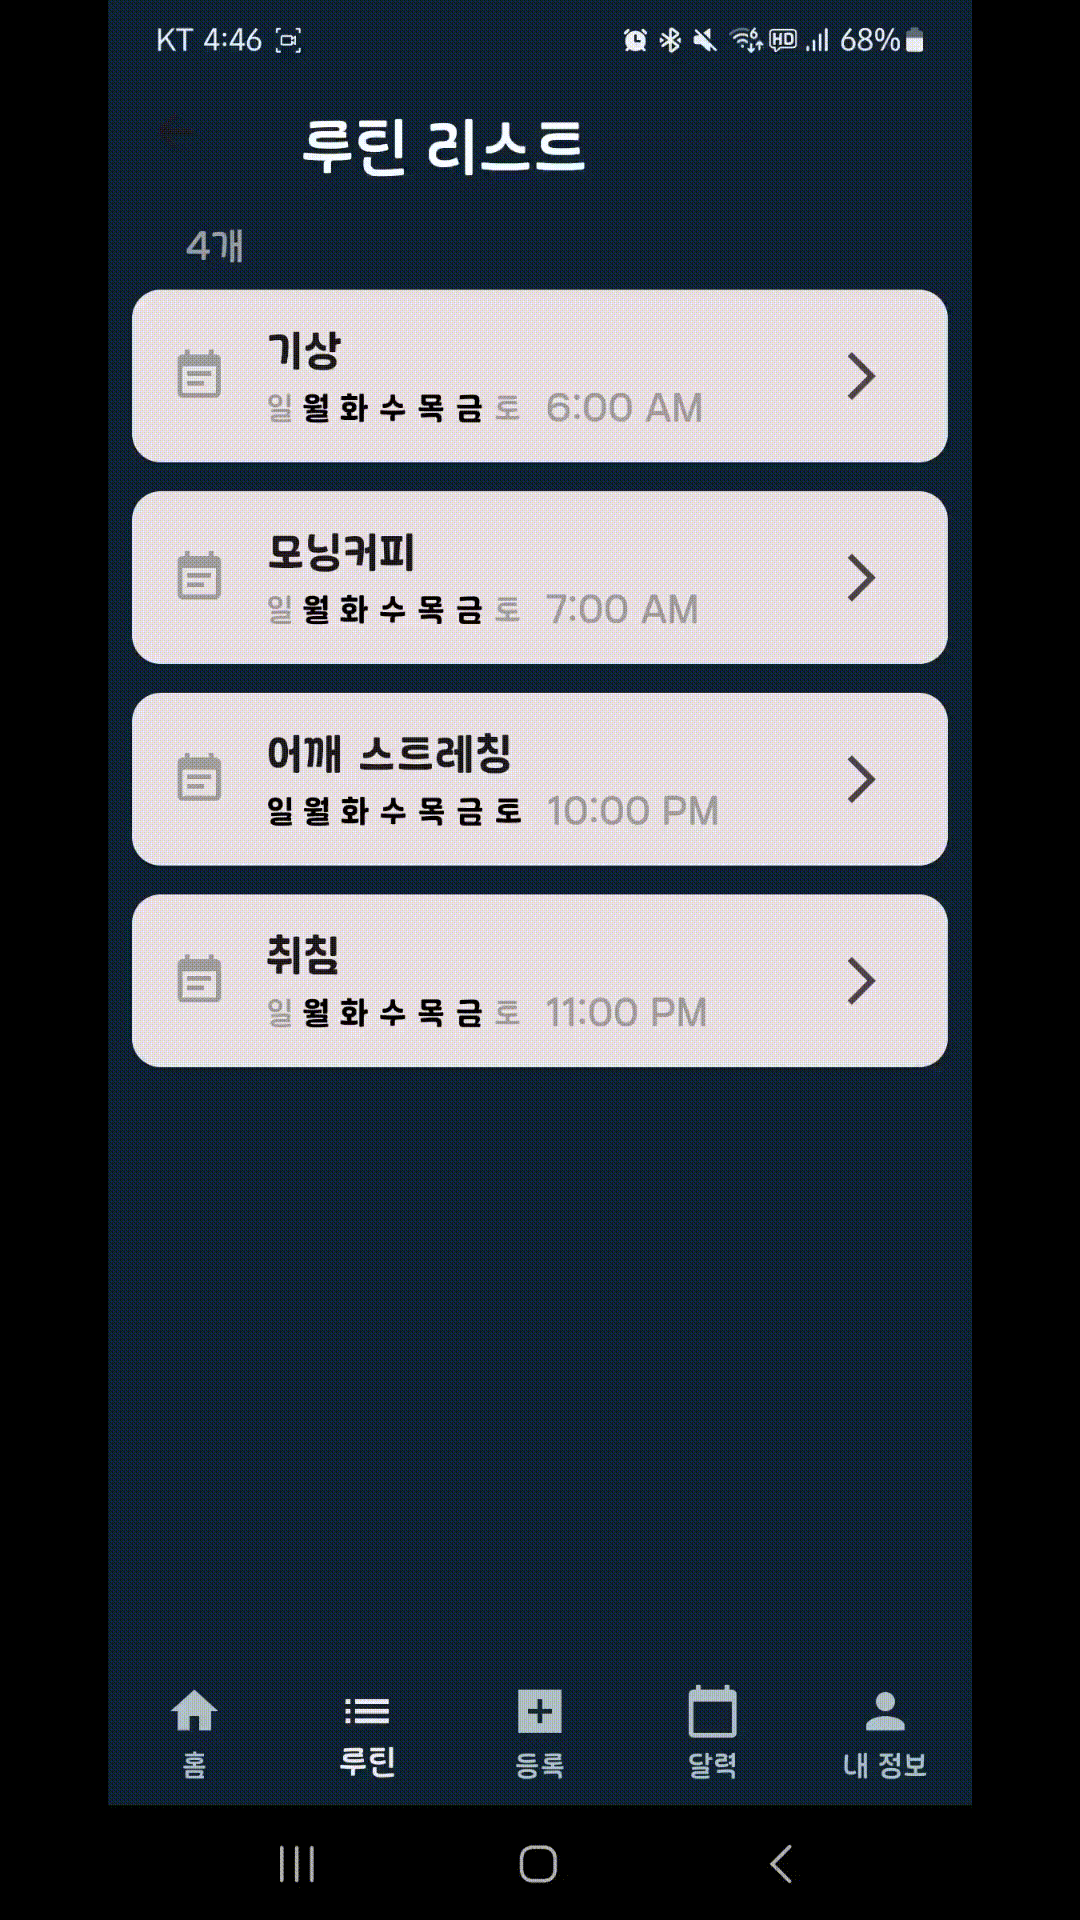 KT 4:46 HD 68%
루틴 리스트
4개
기상
일 월 화 수 목 금 토 6:00 AM
모닝커피
일 월 화 수 목 금 토 7:00 AM
어깨 스트레칭
일 월 화 수 목 금 토 10:00 PM
취침
일 월 화 수 목 금 토 11:00 PM
홈 루틴 등록 달력 내 정보